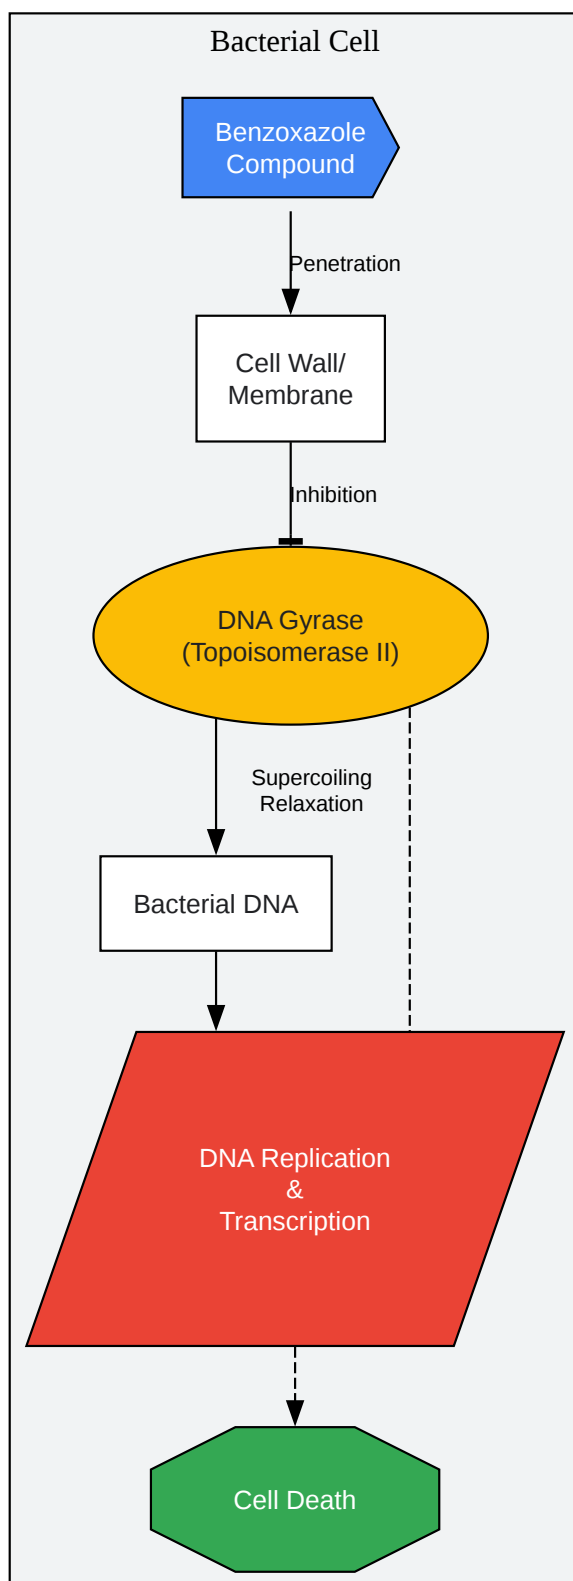 Bacterial Cell
Benzoxazole
Compound
Penetration
Cell Wall/
Membrane
Inhibition
DNA Gyrase
(Topoisomerase II)
Supercoiling
Relaxation
Bacterial DNA
DNA Replication
&
Transcription
Cell Death